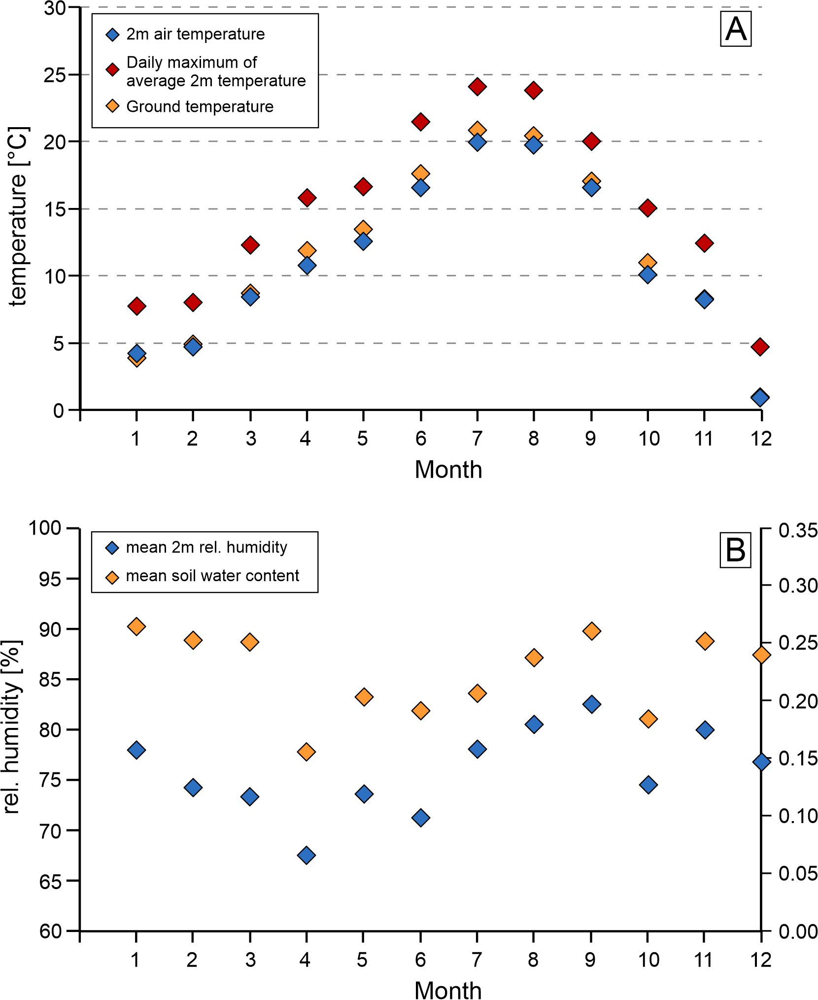 30
25
20
15
10
5
0
temperature [°C]
2m air temperature
Daily maximum of
average 2m temperature
Ground temperature
A
1 2 3 4 5 6 7 8 9 10 11 12
Month
100
95
90
85
80
75
70
65
60
rel. humidity [%]
mean 2m rel. humidity
mean soil water content
B
0.35
0.30
0.25
0.20
0.15
0.10
0.05
0.00
1 2 3 4 5 6 7 8 9 10 11 12
Month